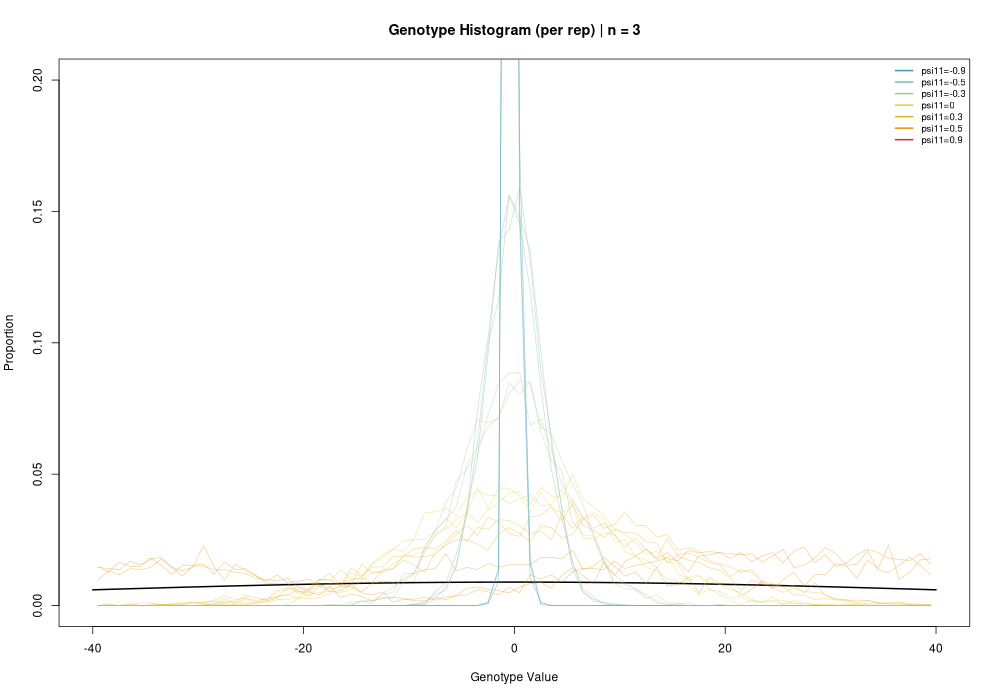 Genotype Histogram (per rep) | n = 3
psi11=-0.9
psi11=-0.5
psi11=-0.3
psi11=0
psi11=0.3
psi11=0.5
psi11=0.9
Proportion
0.20
0.15
0.10
0.05
0.00
-40
-20
0
20
40
Genotype Value